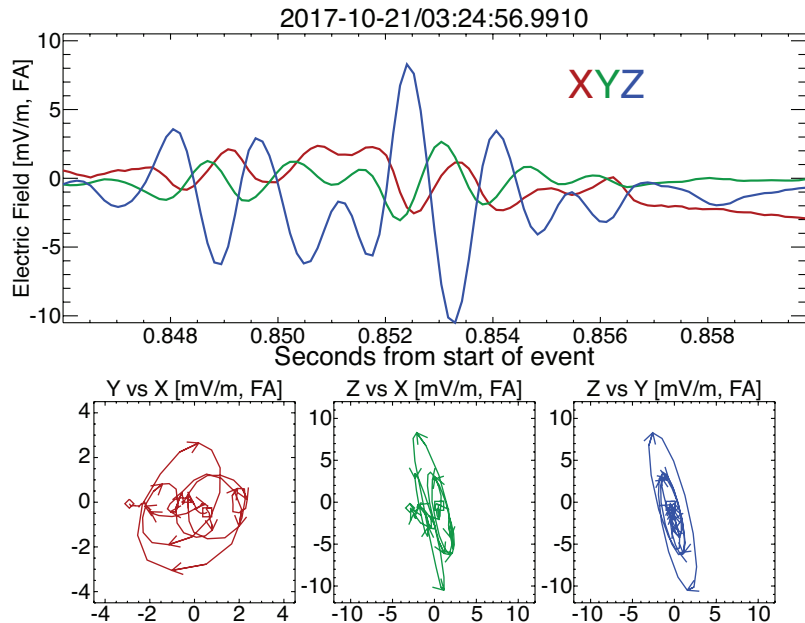 2017-10-21/03:24:56.9910
Electric Field [mV/m, FA]
10
5
0
-5
-10
XYZ
0.848 0.850 0.852 0.854 0.856 0.858
Seconds from start of event
Y vs X [mV/m, FA] Z vs X [mV/m, FA] Z vs Y [mV/m, FA]
4
2
0
-2
-4
-4 -2 0 2 4
10
5
0
-5
-10
-10 -5 0 5 10
10
5
0
-5
-10
-10 -5 0 5 10